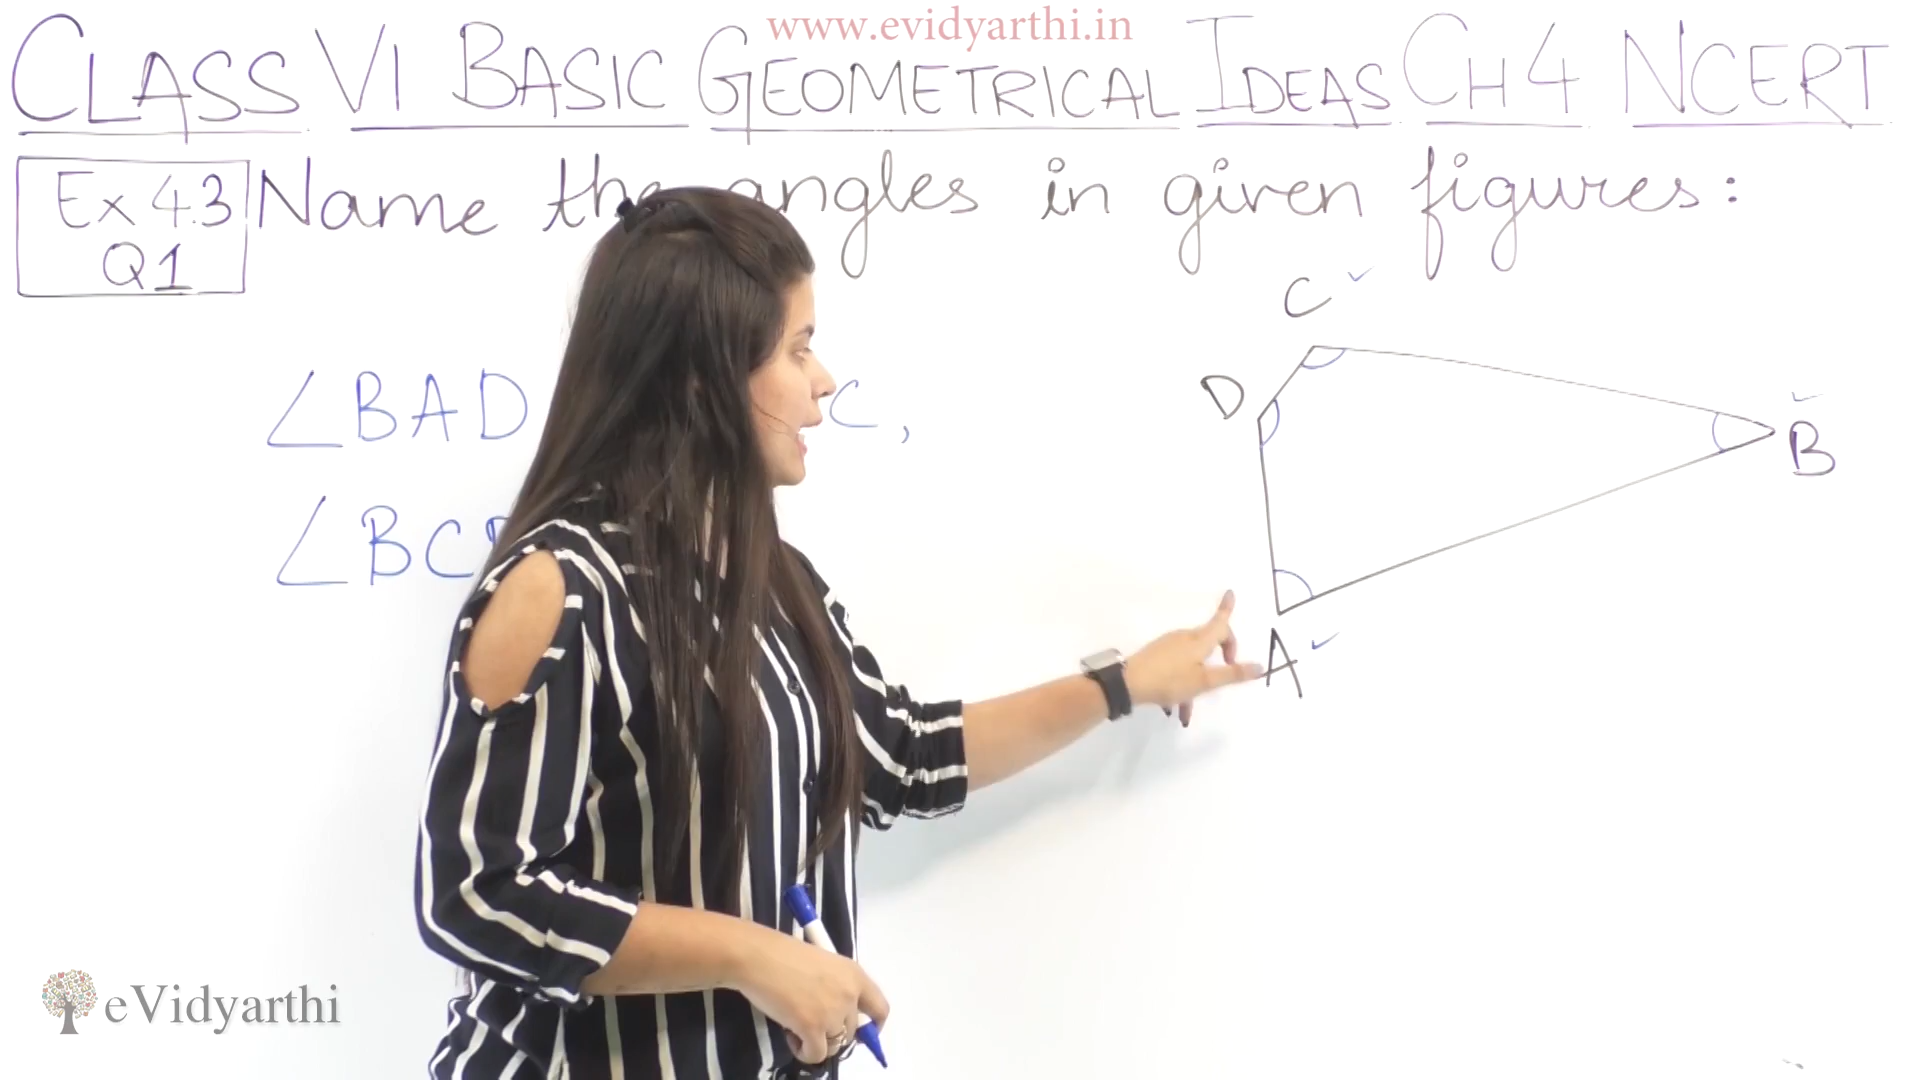 www.evidyarthi.in
CLASS VI BASIC GEOMETRICAL IDEAS CH 4 NCERT
Ex 4.3
Q1
Name the angles in given figures:
C
D
B
A
∠BAD C,
∠BC
eVidyarthi